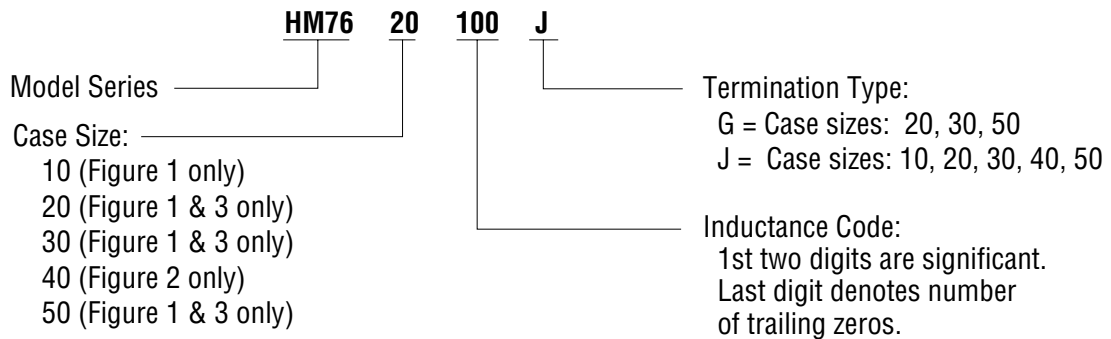 HM76 20 100 J
Model Series
Case Size:
10 (Figure 1 only)
20 (Figure 1 & 3 only)
30 (Figure 1 & 3 only)
40 (Figure 2 only)
50 (Figure 1 & 3 only)
Termination Type:
G = Case sizes: 20, 30, 50
J = Case sizes: 10, 20, 30, 40, 50
Inductance Code:
1st two digits are significant.
Last digit denotes number
of trailing zeros.